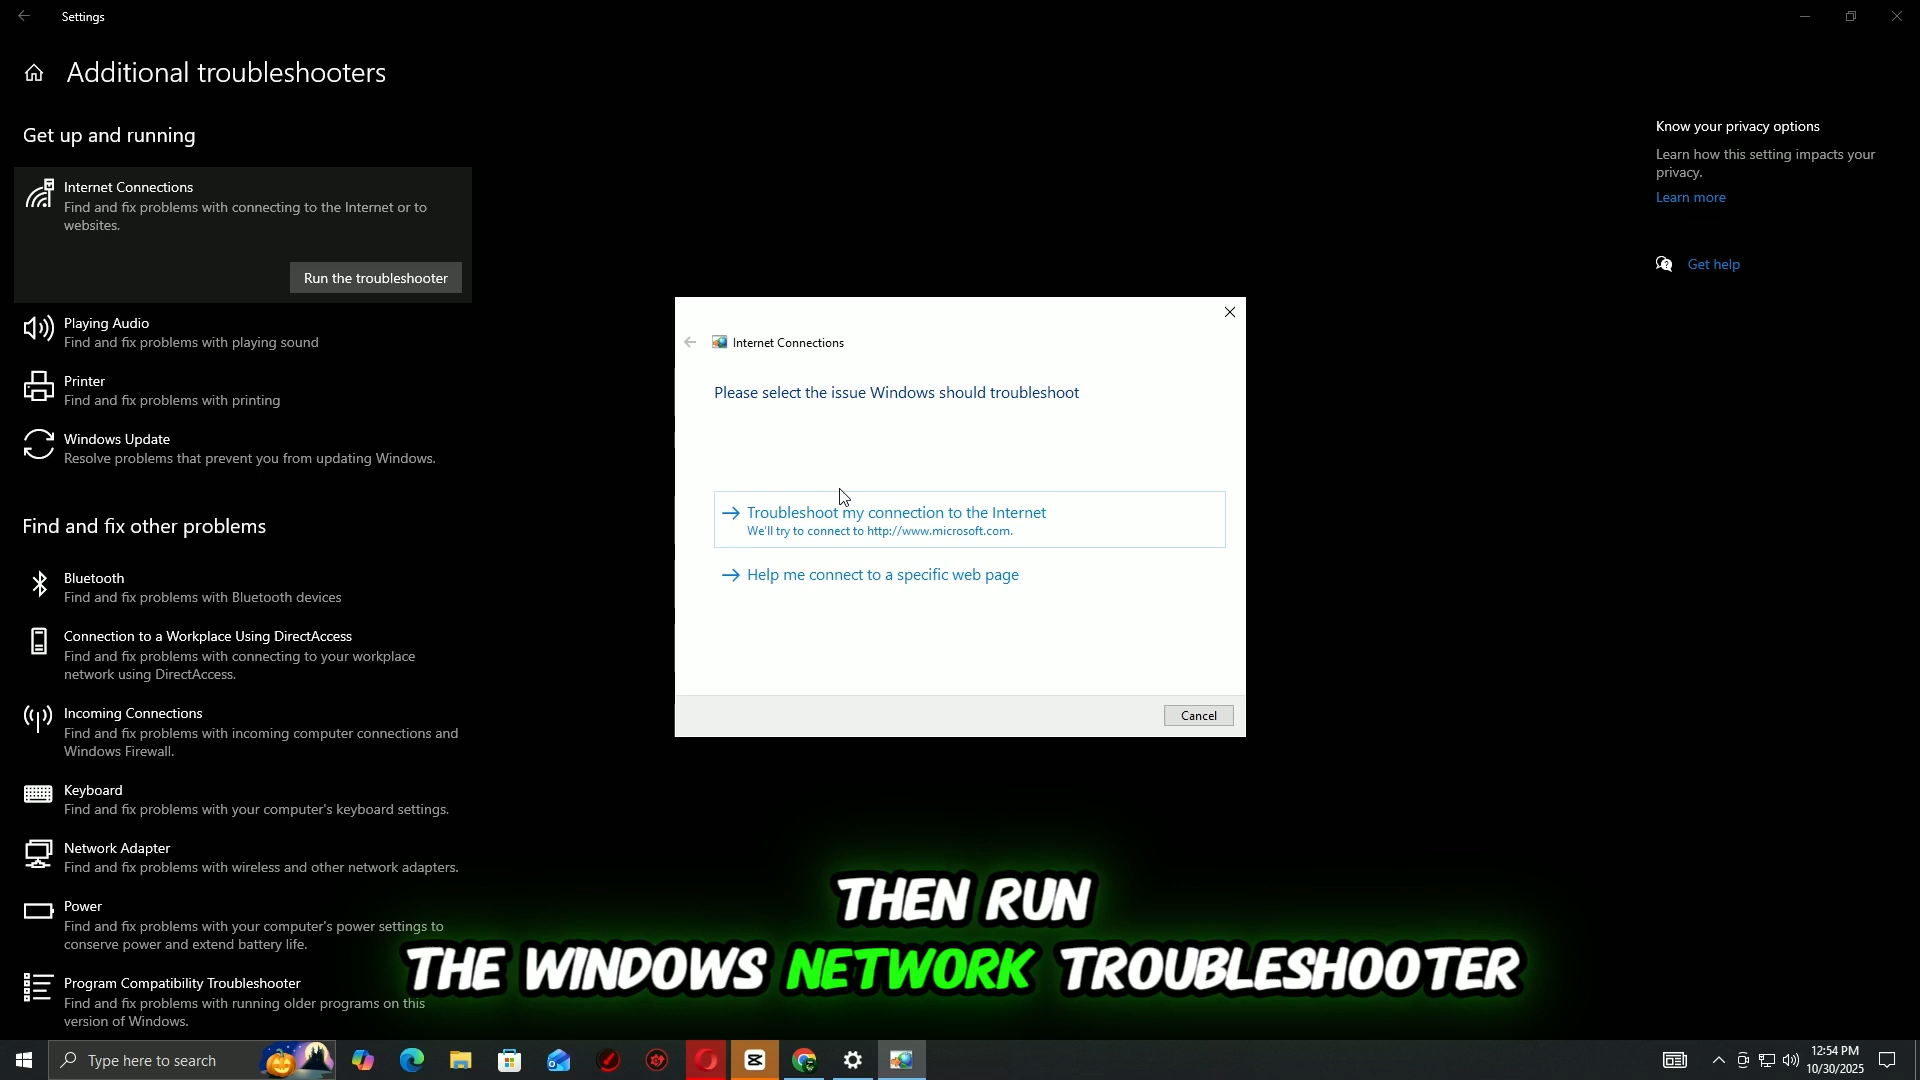 Settings
Additional troubleshooters
Get up and running
Internet Connections
Find and fix problems with connecting to the Internet or to
websites.
Run the troubleshooter
Playing Audio
Find and fix problems with playing sound
Printer
Find and fix problems with printing
Windows Update
Resolve problems that prevent you from updating Windows.
Find and fix other problems
Bluetooth
Find and fix problems with Bluetooth devices
Connection to a Workplace Using DirectAccess
Find and fix problems with connecting to your workplace
network using DirectAccess.
Incoming Connections
Find and fix problems with incoming computer connections and
Windows Firewall.
Keyboard
Find and fix problems with your computer's keyboard settings.
Network Adapter
Find and fix problems with wireless and other network adapters.
Power
Find and fix problems with your computer's power settings to
conserve power and extend battery life.
Program Compatibility Troubleshooter
Find and fix problems with running older programs on this
version of Windows.
Know your privacy options
Learn how this setting impacts your
privacy.
Learn more
Get help
Internet Connections
Please select the issue Windows should troubleshoot
Troubleshoot my connection to the Internet
We'll try to connect to http://www.microsoft.com.
Help me connect to a specific web page
Cancel
THEN RUN
THE WINDOWS NETWORK TROUBLESHOOTER
Type here to search
12:54 PM
10/30/2025